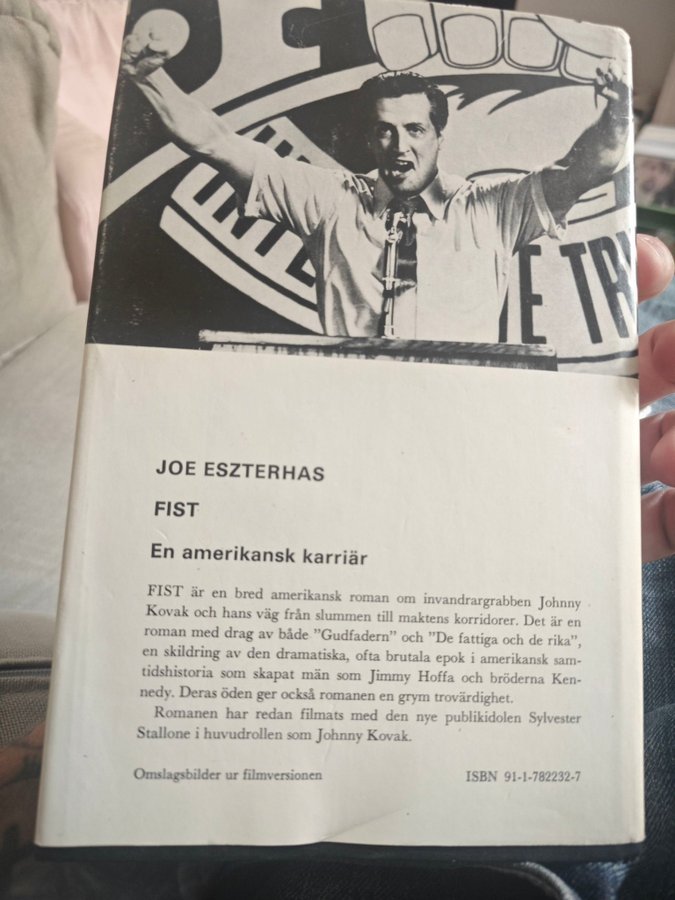 F
INTE
E TR
JOE ESZTERHAS
FIST
En amerikansk karriär
FIST är en bred amerikansk roman om invandrargrabben Johnny
Kovak och hans väg från slummen till maktens korridorer. Det är en
roman med drag av både ”Gudfadern” och ”De fattiga och de rika”,
en skildring av den dramatiska, ofta brutala epok i amerikansk sam-
tidshistoria som skapat män som Jimmy Hoffa och bröderna Ken-
nedy. Deras öden ger också romanen en grym trovärdighet.
Romanen har redan filmats med den nye publikidolen Sylvester
Stallone i huvudrollen som Johnny Kovak.
Omslagsbilder ur filmversionen ISBN 91-1-782232-7